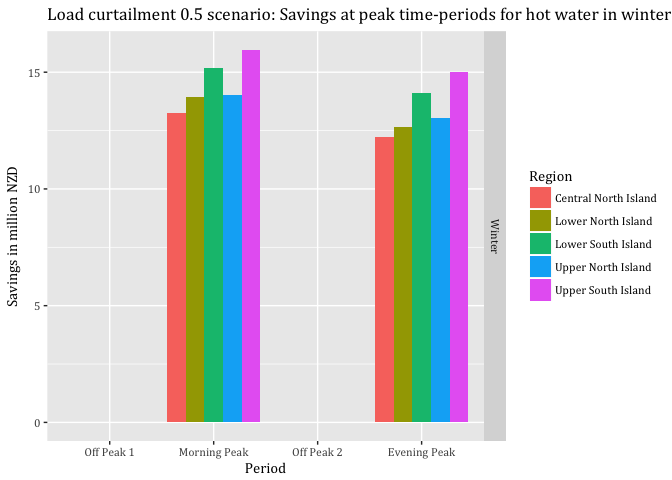 Load curtailment 0.5 scenario: Savings at peak time-periods for hot water in winter
Savings in million NZD
15
10
5
0
Off Peak 1
Morning Peak
Off Peak 2
Evening Peak
Period
Winter
Region
Central North Island
Lower North Island
Lower South Island
Upper North Island
Upper South Island